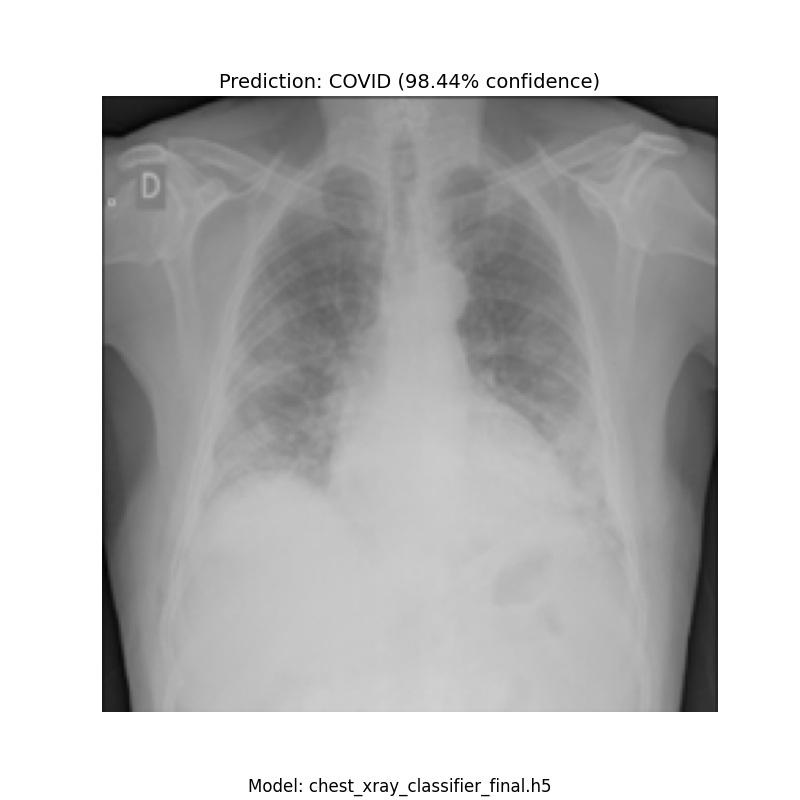 Prediction: COVID (98.44% confidence)
D
Model: chest_xray_classifier_final.h5